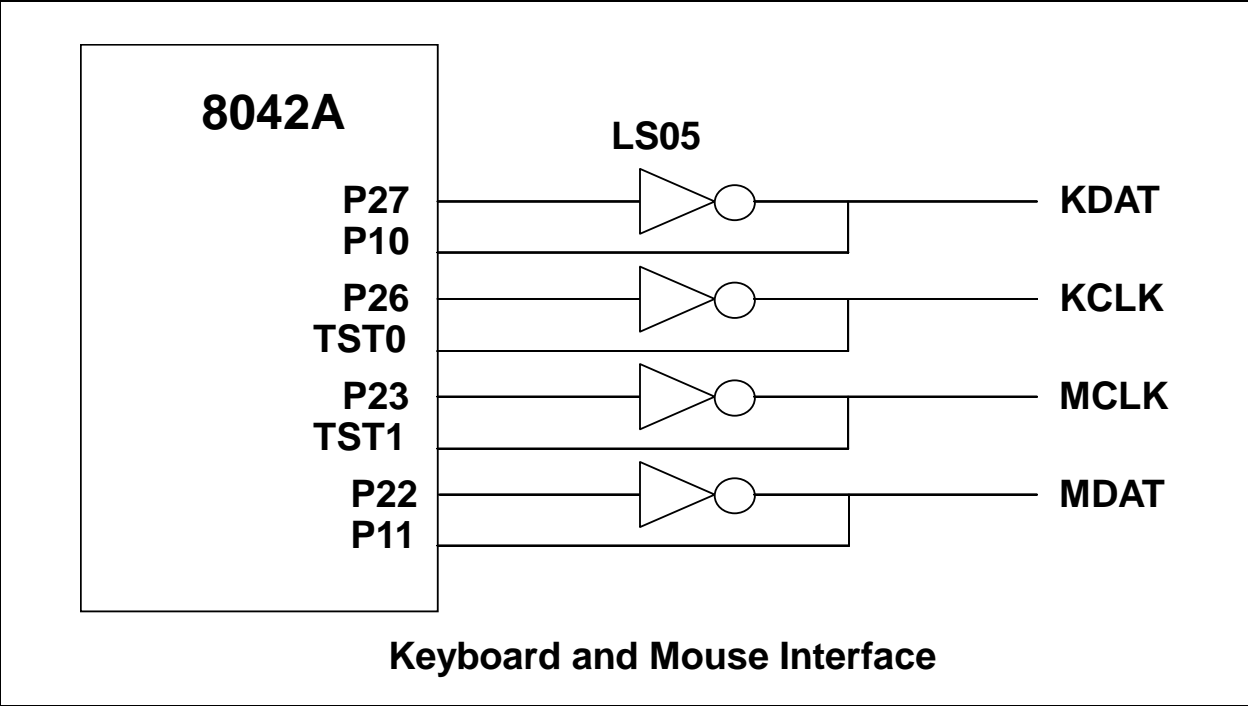 8042A
LS05
P27
KDAT
P10
P26
KCLK
TST0
P23
MCLK
TST1
P22
MDAT
P11
Keyboard and Mouse Interface